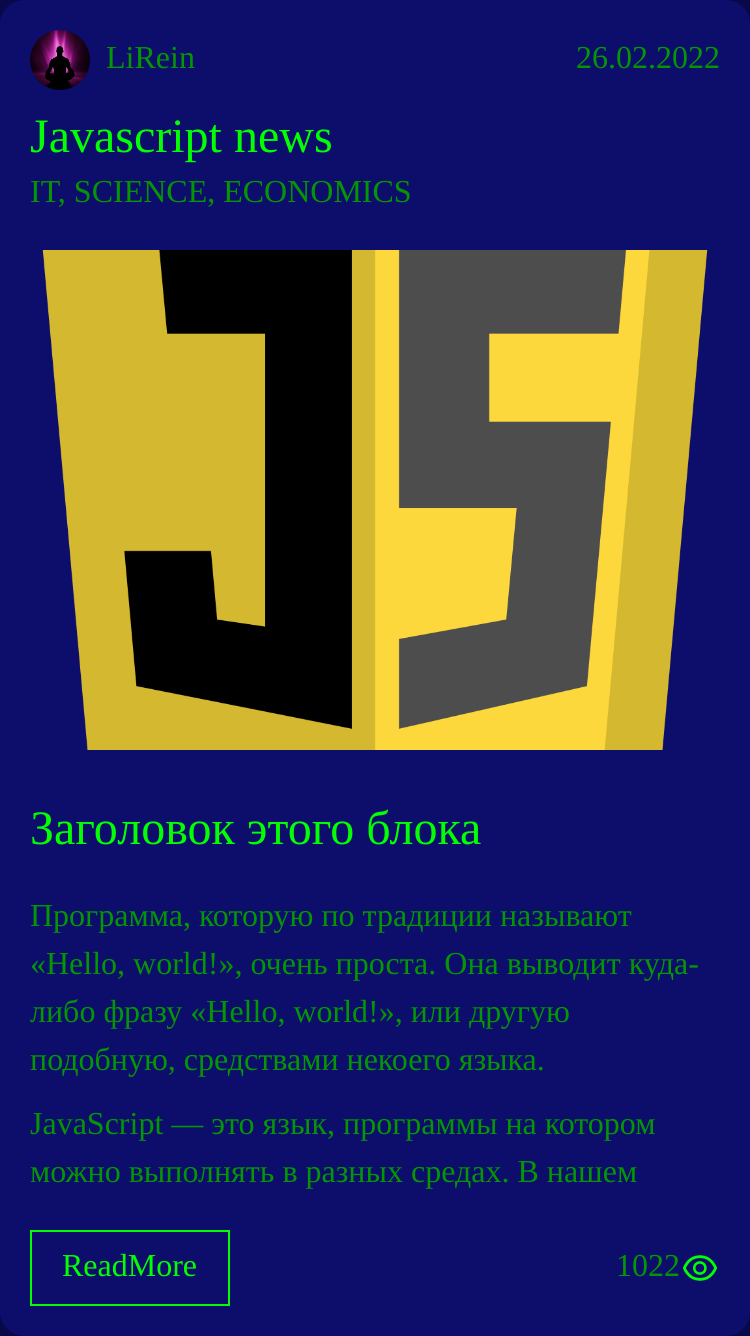 LiRein 26.02.2022
Javascript news
IT, SCIENCE, ECONOMICS
JS
Заголовок этого блока
Программа, которую по традиции называют
«Hello, world!», очень проста. Она выводит куда-
либо фразу «Hello, world!», или другую
подобную, средствами некоего языка.
JavaScript — это язык, программы на котором
можно выполнять в разных средах. В нашем
ReadMore 1022